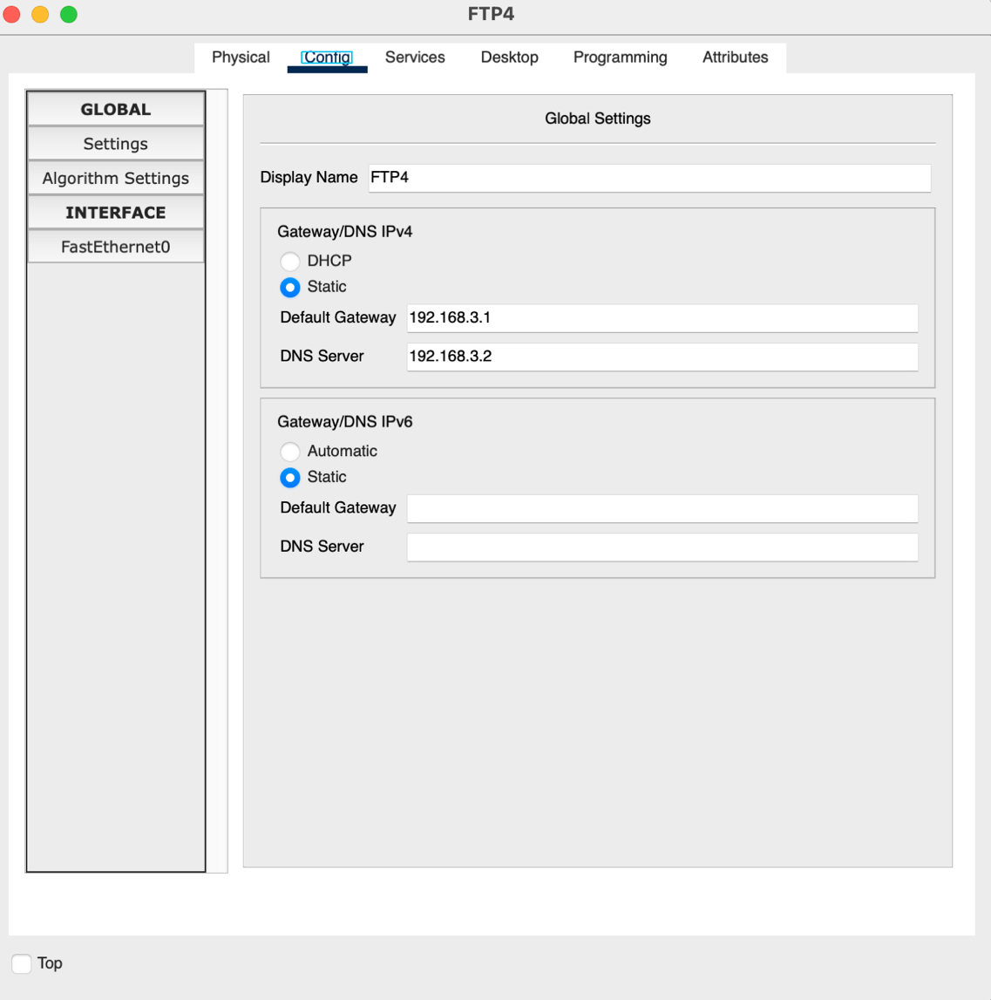 FTP4
Physical Config Services Desktop Programming Attributes
GLOBAL
Settings
Algorithm Settings
INTERFACE
FastEthernet0
Global Settings
Display Name FTP4
Gateway/DNS IPv4
DHCP
Static
Default Gateway 192.168.3.1
DNS Server 192.168.3.2
Gateway/DNS IPv6
Automatic
Static
Default Gateway
DNS Server
Top